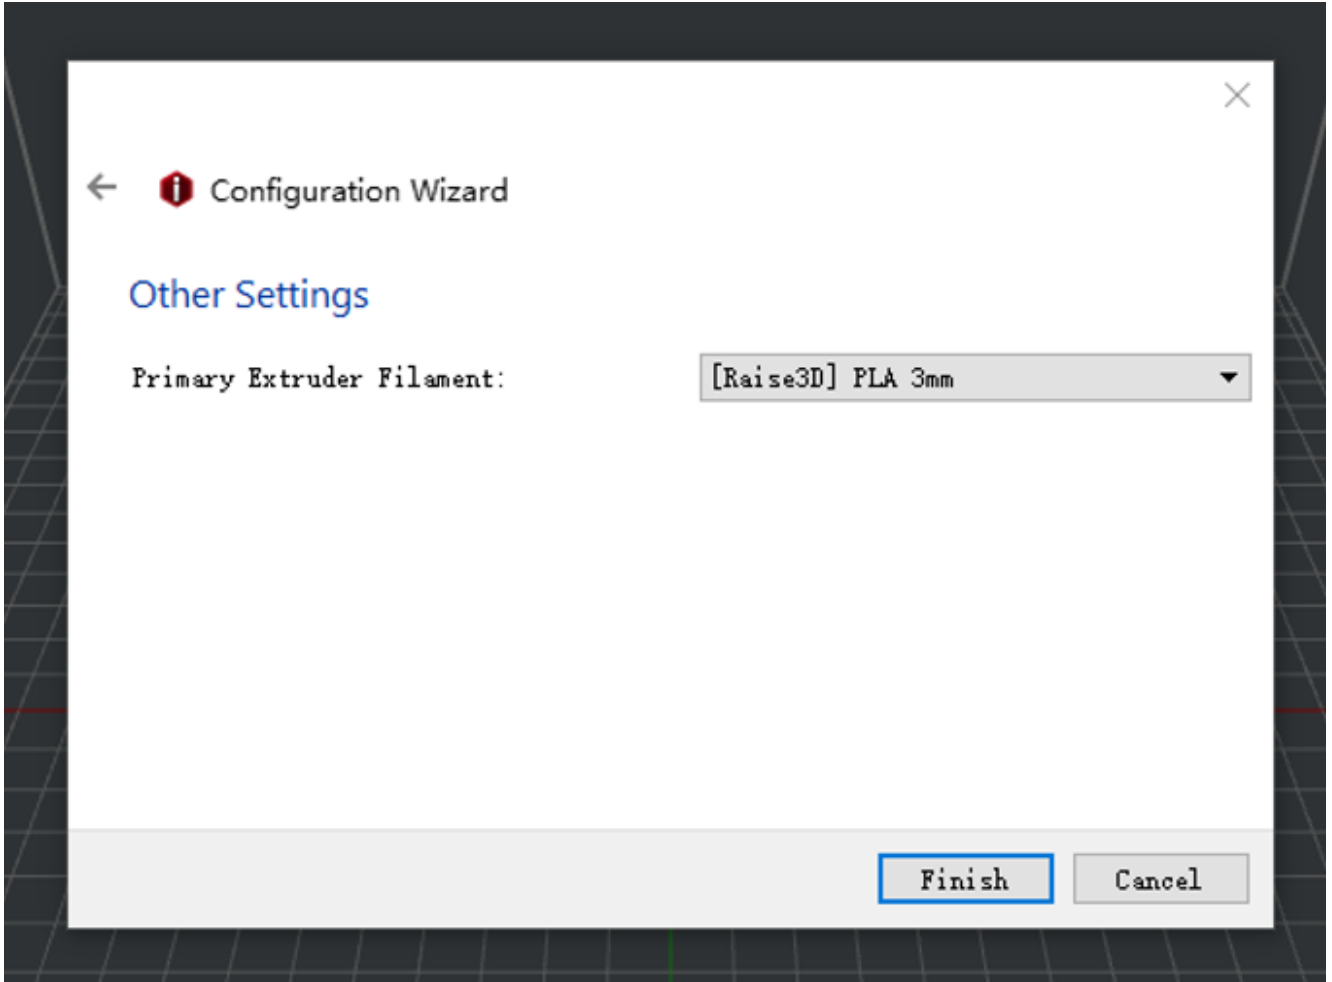 Configuration Wizard
Other Settings
Primary Extruder Filament: [Raise3D] PLA 3mm
Finish Cancel